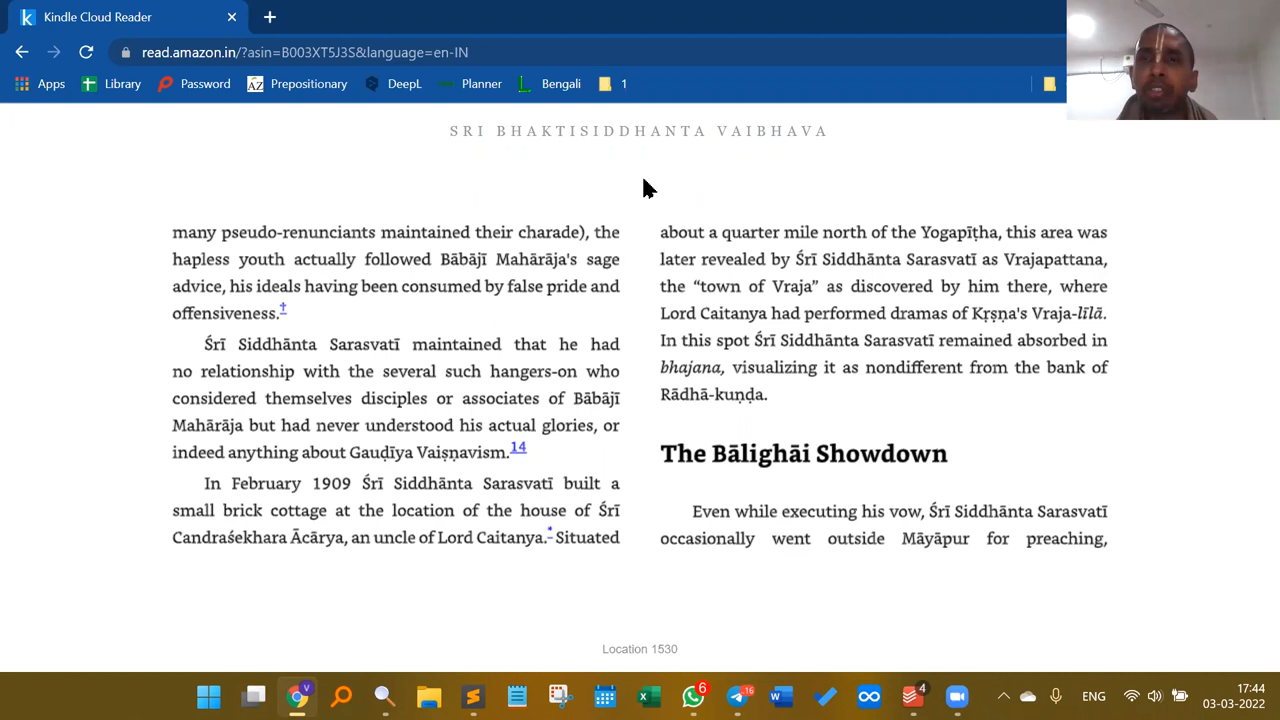 Kindle Cloud Reader
read.amazon.in/?asin=B003XT5J3S&language=en-IN
Apps
Library
Password
AZ
Prepositionary
DeepL
Planner
L
Bengali
1
SRI BHAKTISIDDHANTA VAIBHAVA
many pseudo-renunciants maintained their charade), the
hapless youth actually followed Bābājī Mahārāja's sage
advice, his ideals having been consumed by false pride and
offensiveness.†
Śrī Siddhānta Sarasvatī maintained that he had
no relationship with the several such hangers-on who
considered themselves disciples or associates of Bābājī
Mahārāja but had never understood his actual glories, or
indeed anything about Gauḍīya Vaiṣṇavism.14
In February 1909 Śrī Siddhānta Sarasvatī built a
small brick cottage at the location of the house of Śrī
Candraśekhara Ācārya, an uncle of Lord Caitanya.* Situated
about a quarter mile north of the Yogapīṭha, this area was
later revealed by Śrī Siddhānta Sarasvatī as Vrajapattana,
the “town of Vraja” as discovered by him there, where
Lord Caitanya had performed dramas of Kṛṣṇa's Vraja-līlā.
In this spot Śrī Siddhānta Sarasvatī remained absorbed in
bhajana, visualizing it as nondifferent from the bank of
Rādhā-kuṇḍa.
The Bālighāi Showdown
Even while executing his vow, Śrī Siddhānta Sarasvatī
occasionally went outside Māyāpur for preaching,
Location 1530
V
6
.16
4
ENG
17:44
03-03-2022